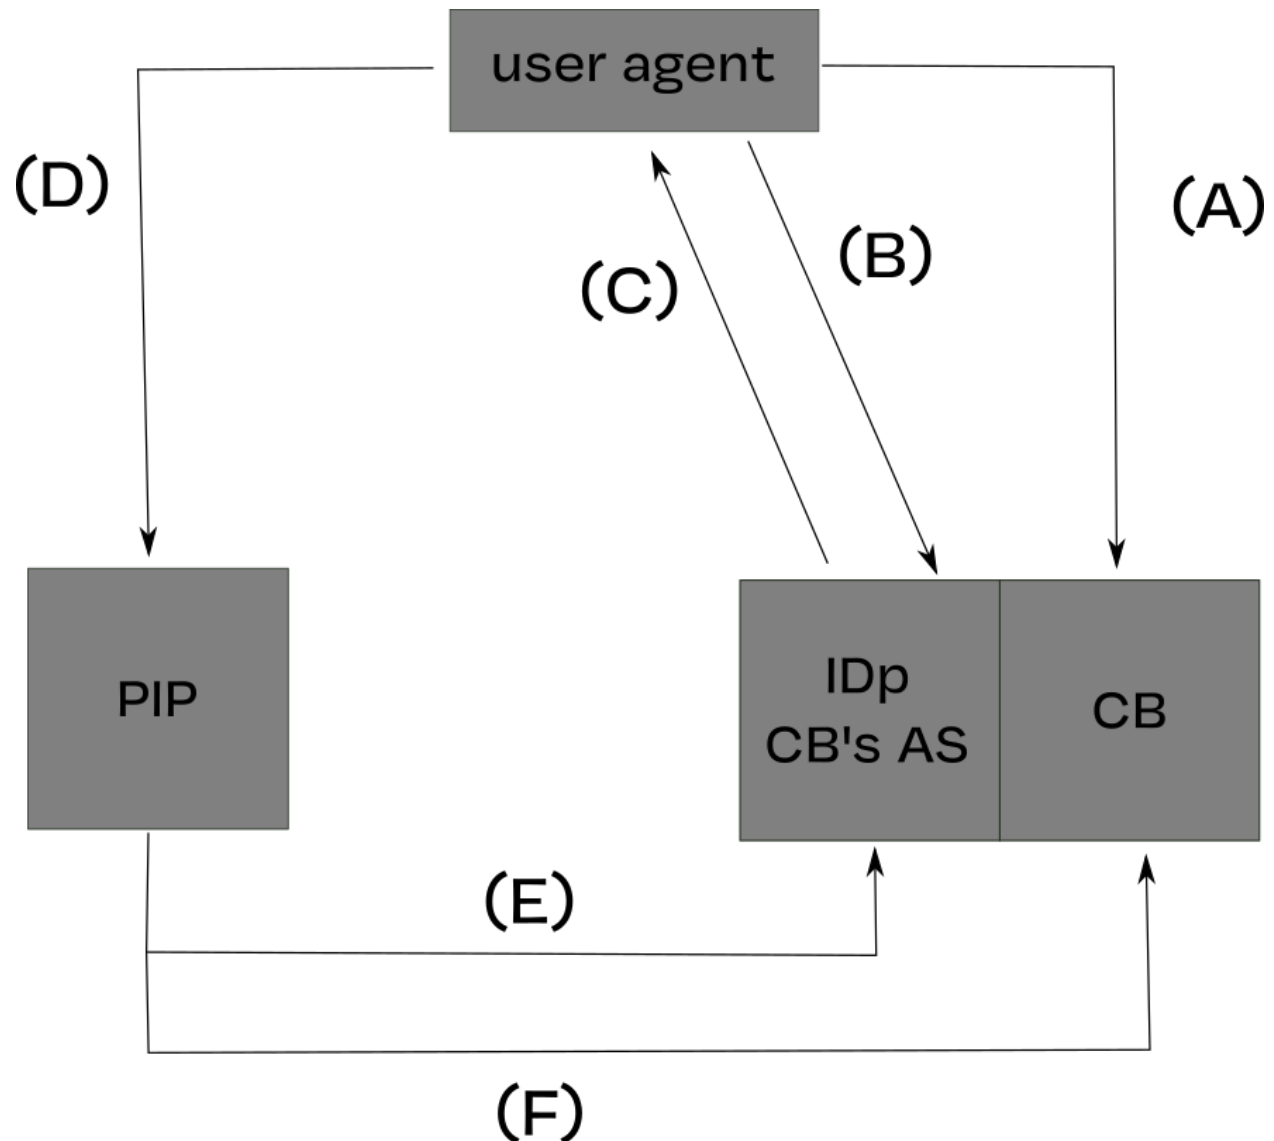 user agent
(D)
(A)
(B)
(C)
PIP
IDp
CB's AS
CB
(E)
(F)